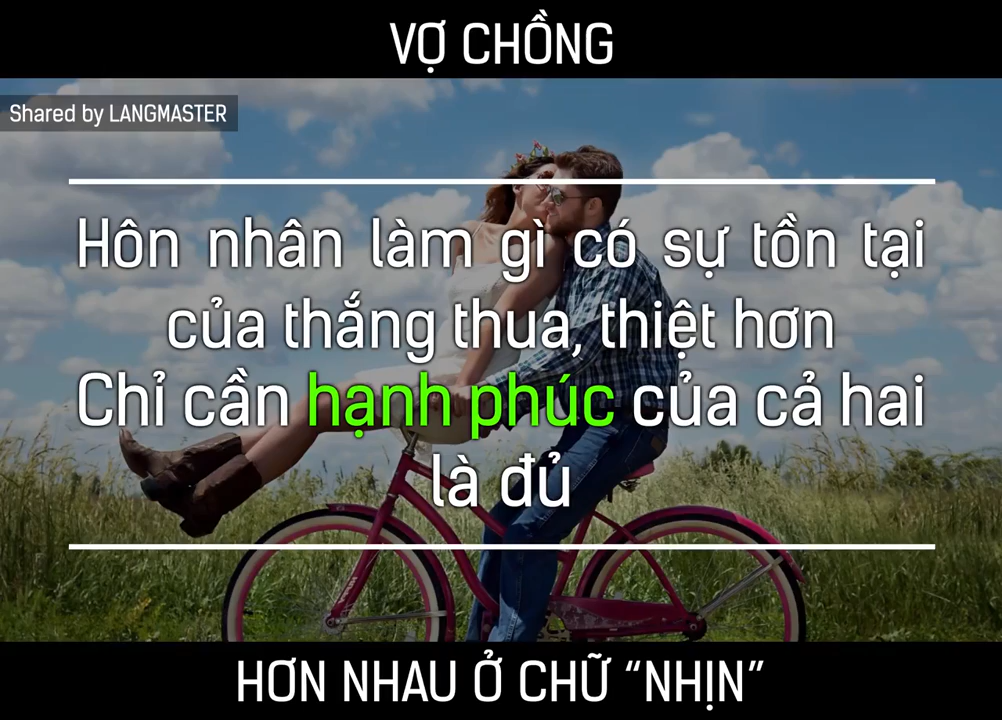 VỢ CHỒNG
Shared by LANGMASTER
Hôn nhân làm gì có sự tồn tại
của thắng thua, thiệt hơn
Chỉ cần hạnh phúc của cả hai
là đủ
HƠN NHAU Ở CHỮ “NHỊN”